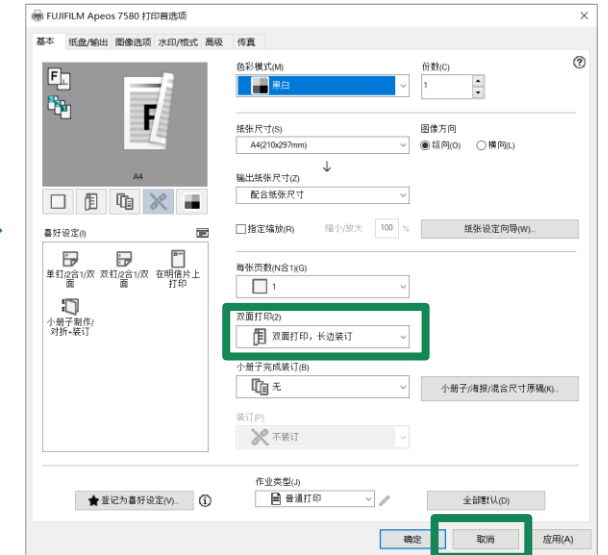 FUJIFILM Apeos 7580 打印首选项
基本 纸盘/输出 图像选项 水印/格式 高级 传真
A4
喜好设定(I)
单钉/2合1/双面
双钉/2合1/双面
在明信片上打印
小册子制作/对折+装订
登记为喜好设定(V)...
色彩模式(M)
黑白
份数(C)
1
纸张尺寸(S)
A4(210x297mm)
图像方向
纵向(O) 横向(L)
输出纸张尺寸(Z)
配合纸张尺寸
指定缩放(R) 缩小/放大 100 %
纸张设定向导(W)...
每张页数(N合1)(G)
1
双面打印(2)
双面打印，长边装订
小册子完成装订(B)
无
小册子/海报/混合尺寸原稿(K)...
装订(P)
不装订
作业类型(J)
普通打印
全部默认(D)
确定 取消 应用(A)